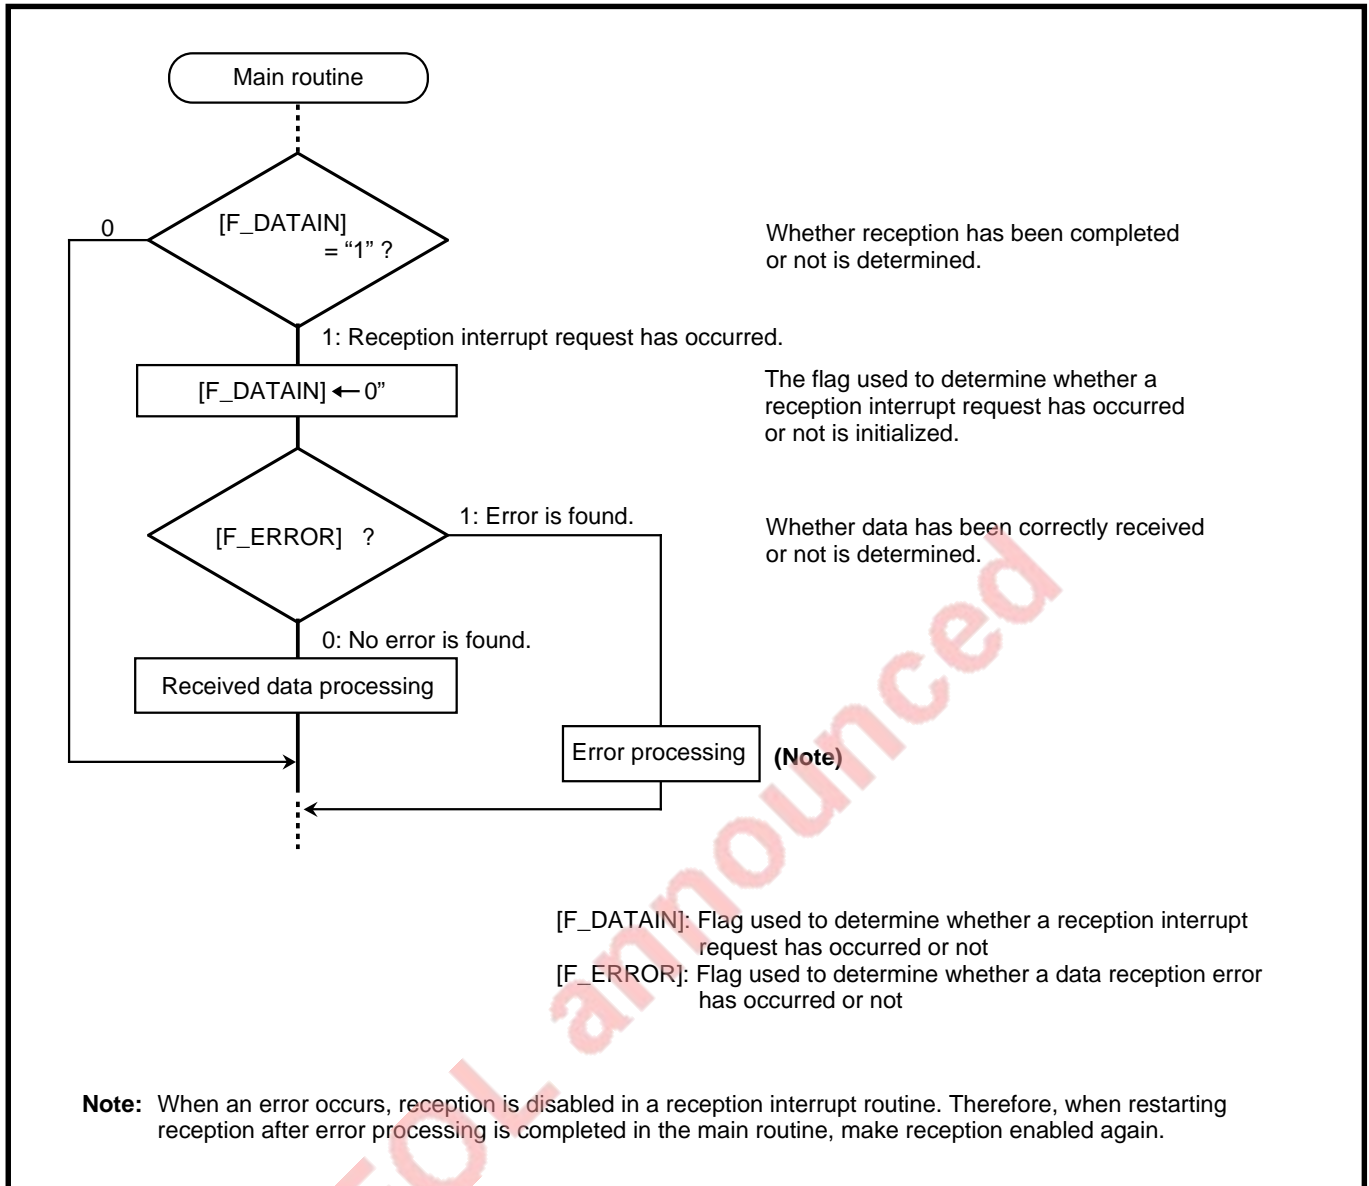 Main routine
0
[F_DATAIN]
= “1” ?
Whether reception has been completed
or not is determined.
1: Reception interrupt request has occurred.
[F_DATAIN] ← 0”
The flag used to determine whether a
reception interrupt request has occurred
or not is initialized.
[F_ERROR] ?
1: Error is found.
Whether data has been correctly received
or not is determined.
0: No error is found.
Received data processing
Error processing
(Note)
[F_DATAIN]: Flag used to determine whether a reception interrupt
request has occurred or not
[F_ERROR]: Flag used to determine whether a data reception error
has occurred or not
Note: When an error occurs, reception is disabled in a reception interrupt routine. Therefore, when restarting
reception after error processing is completed in the main routine, make reception enabled again.
EOL announced